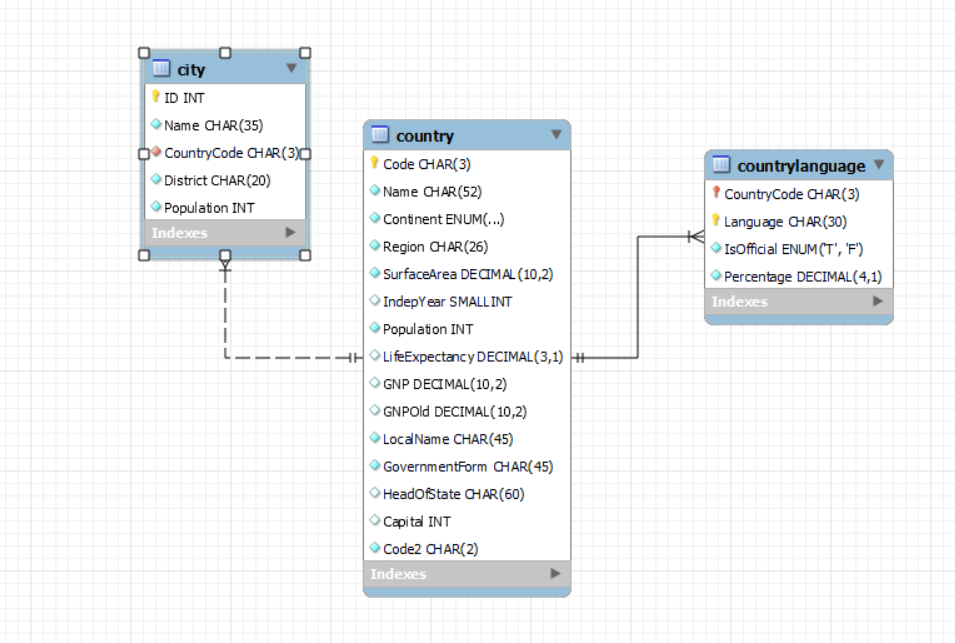 city
ID INT
Name CHAR(35)
CountryCode CHAR(3)
District CHAR(20)
Population INT
Indexes
country
Code CHAR(3)
Name CHAR(52)
Continent ENUM(...)
Region CHAR(26)
SurfaceArea DECIMAL(10,2)
IndepYear SMALLINT
Population INT
LifeExpectancy DECIMAL(3,1)
GNP DECIMAL(10,2)
GNPOld DECIMAL(10,2)
LocalName CHAR(45)
GovernmentForm CHAR(45)
HeadOfState CHAR(60)
Capital INT
Code2 CHAR(2)
Indexes
countrylanguage
CountryCode CHAR(3)
Language CHAR(30)
IsOfficial ENUM('T', 'F')
Percentage DECIMAL(4,1)
Indexes